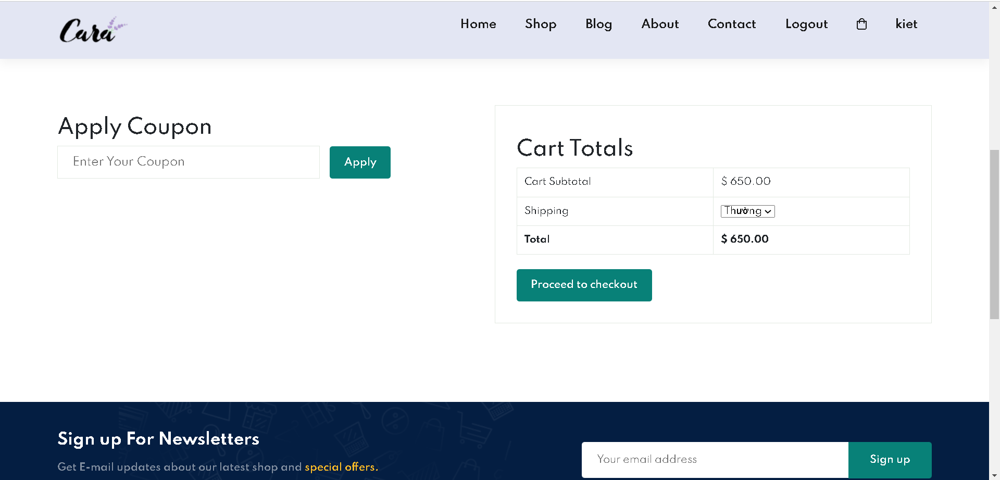 Cara
Home Shop Blog About Contact Logout kiet
Apply Coupon
Enter Your Coupon
Apply
Cart Totals
Cart Subtotal $ 650.00
Shipping Thường
Total $ 650.00
Proceed to checkout
Sign up For Newsletters
Get E-mail updates about our latest shop and special offers.
Your email address
Sign up